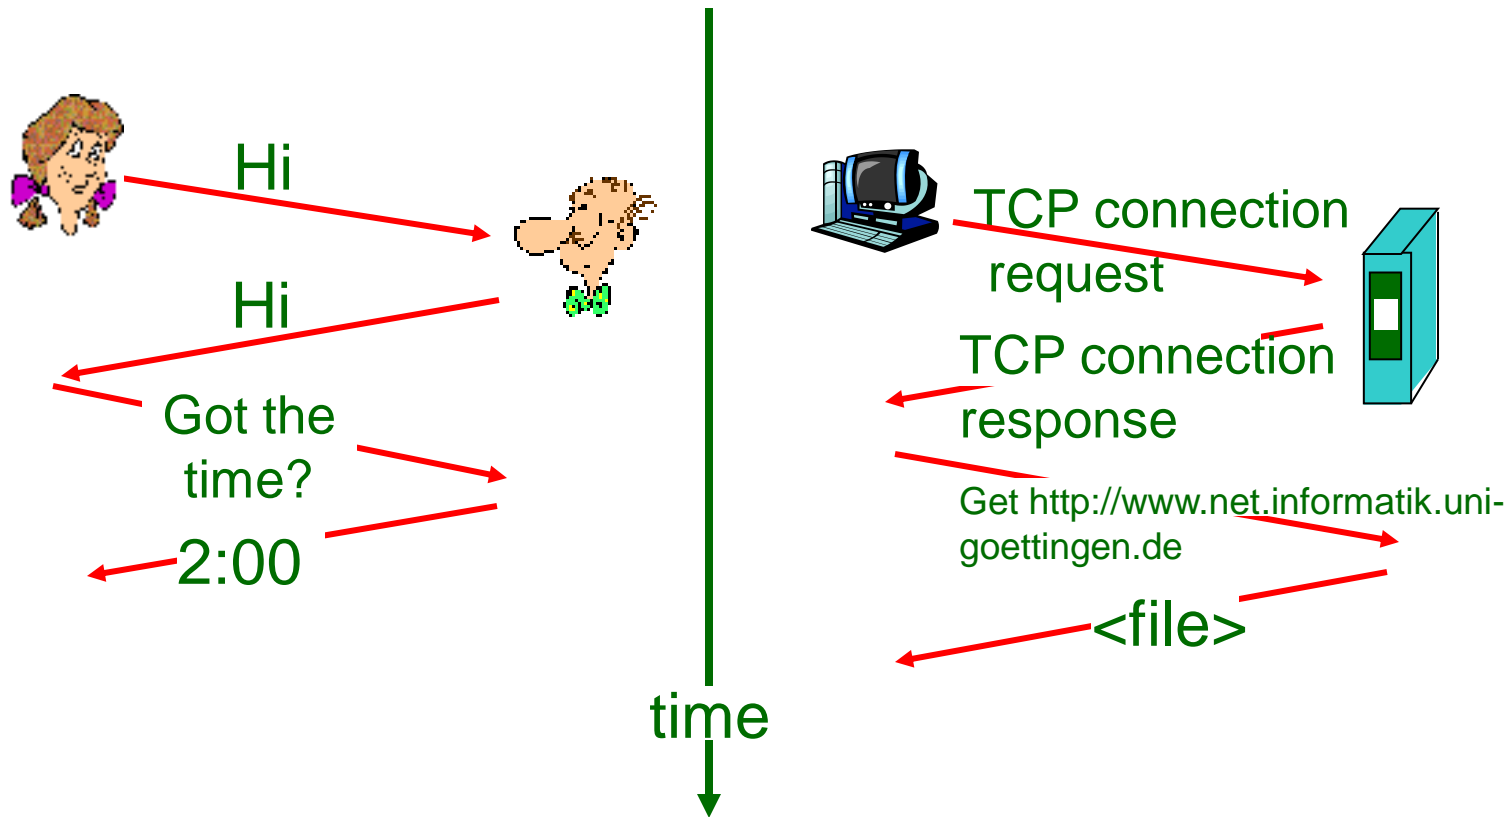 Hi
Hi
Got the
time?
2:00
time
TCP connection
request
TCP connection
response
Get http://www.net.informatik.uni-
goettingen.de
<file>